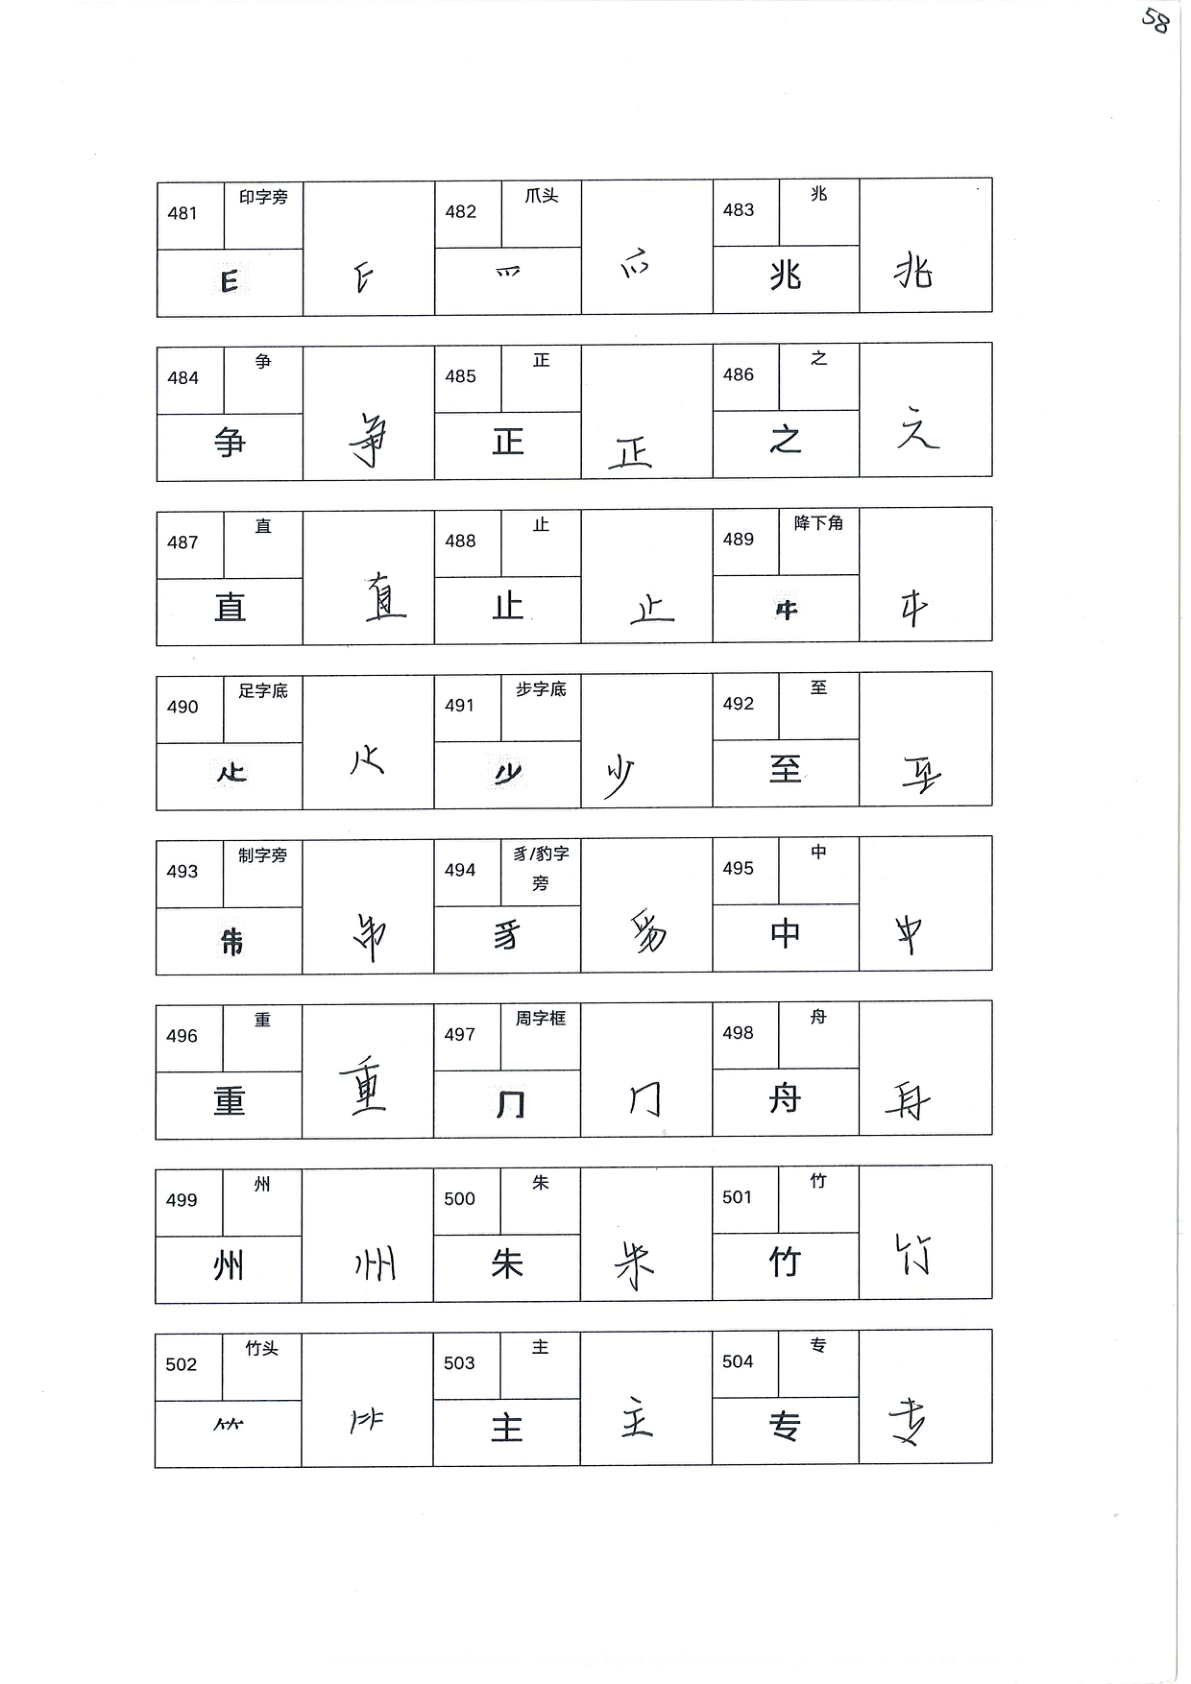 58
481 印字旁 482 爪头 483 兆
爫 兆 兆
484 争 485 正 486 之
争 争 正 正 之 之
487 直 488 止 489 降下角
直 直 止 止 㐄 㐄
490 足字底 491 步字底 492 至
龰 少 至 至
493 制字旁 494 豸/豹字旁 495 中
豸 中 中
496 重 497 周字框 498 舟
重 重 ⺆ ⺆ 舟 舟
499 州 500 朱 501 竹
州 州 朱 朱 竹 竹
502 竹头 503 主 504 专
⺮ 主 主 专 专